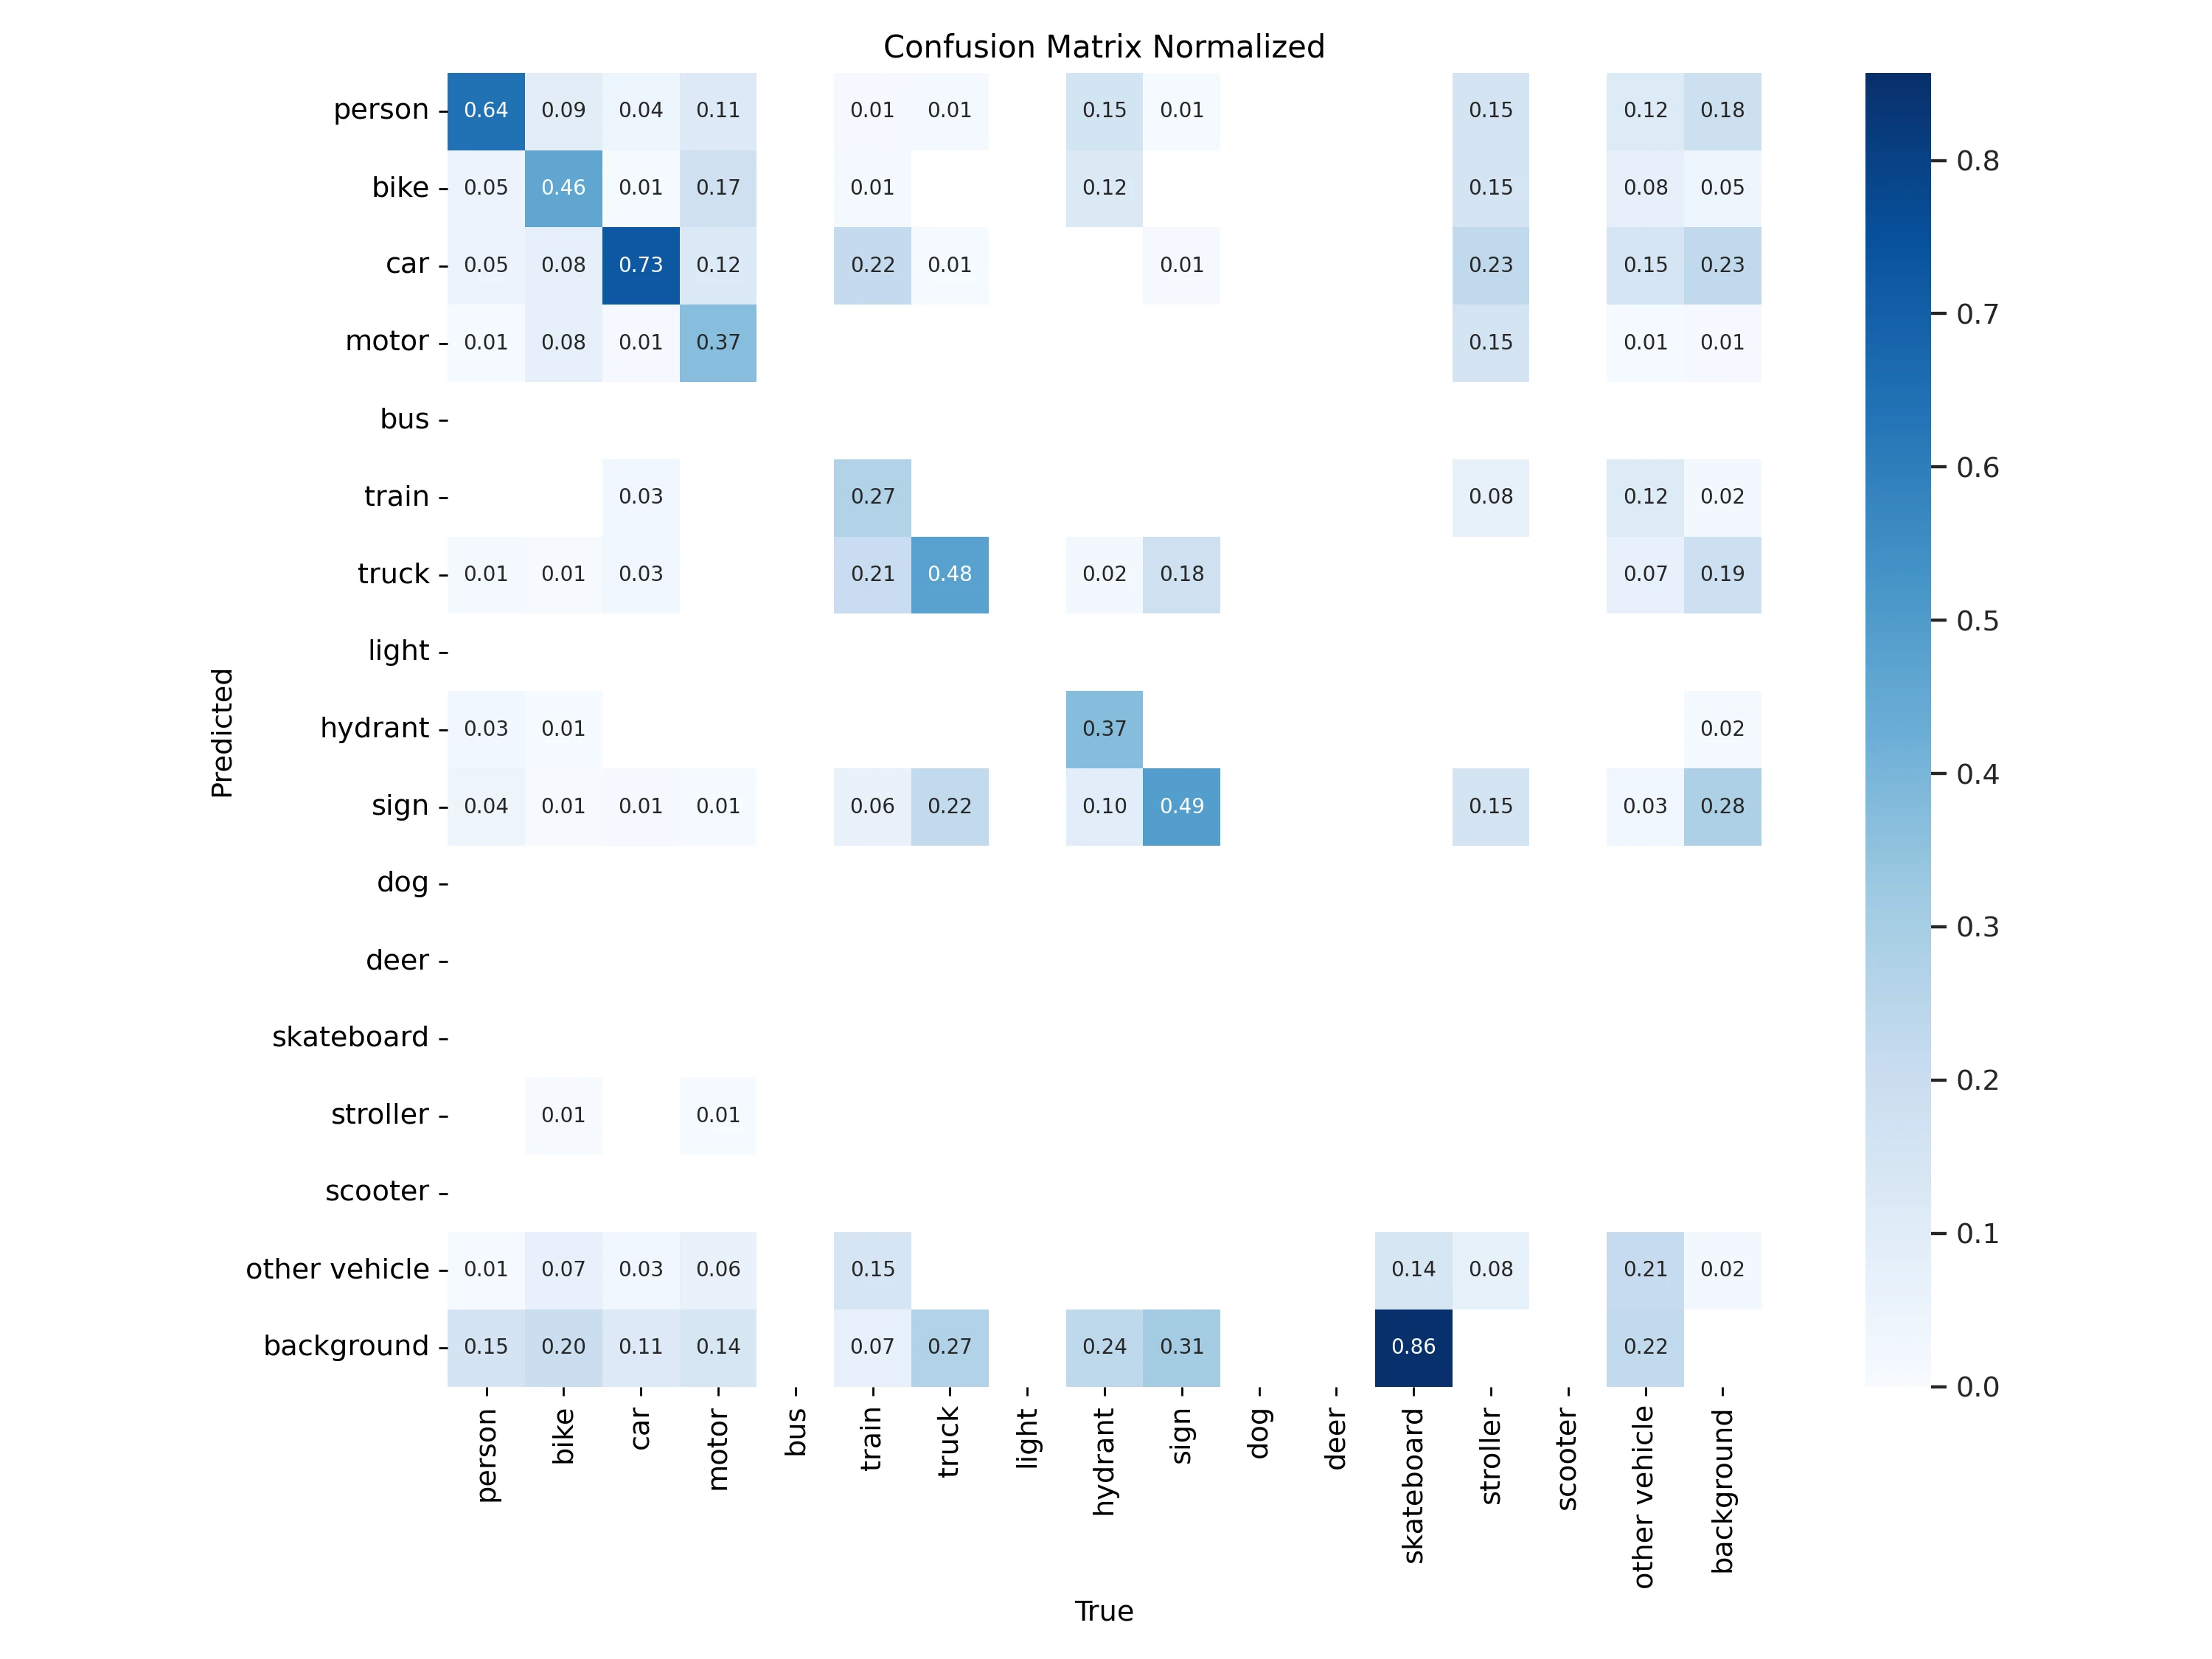 Confusion Matrix Normalized
person 0.64 0.09 0.04 0.11 0.01 0.01 0.15 0.01 0.15 0.12 0.18
bike 0.05 0.46 0.01 0.17 0.01 0.12 0.15 0.08 0.05
car 0.05 0.08 0.73 0.12 0.22 0.01 0.01 0.23 0.15 0.23
motor 0.01 0.08 0.01 0.37 0.15 0.01 0.01
bus
train 0.03 0.27 0.08 0.12 0.02
truck 0.01 0.01 0.03 0.21 0.48 0.02 0.18 0.07 0.19
light
hydrant 0.03 0.01 0.37 0.02
sign 0.04 0.01 0.01 0.01 0.06 0.22 0.10 0.49 0.15 0.03 0.28
dog
deer
skateboard
stroller 0.01 0.01
scooter
other vehicle 0.01 0.07 0.03 0.06 0.15 0.14 0.08 0.21 0.02
background 0.15 0.20 0.11 0.14 0.07 0.27 0.24 0.31 0.86 0.22
Predicted
person bike car motor bus train truck light hydrant sign dog deer skateboard stroller scooter other vehicle background
True
0.8
0.7
0.6
0.5
0.4
0.3
0.2
0.1
0.0